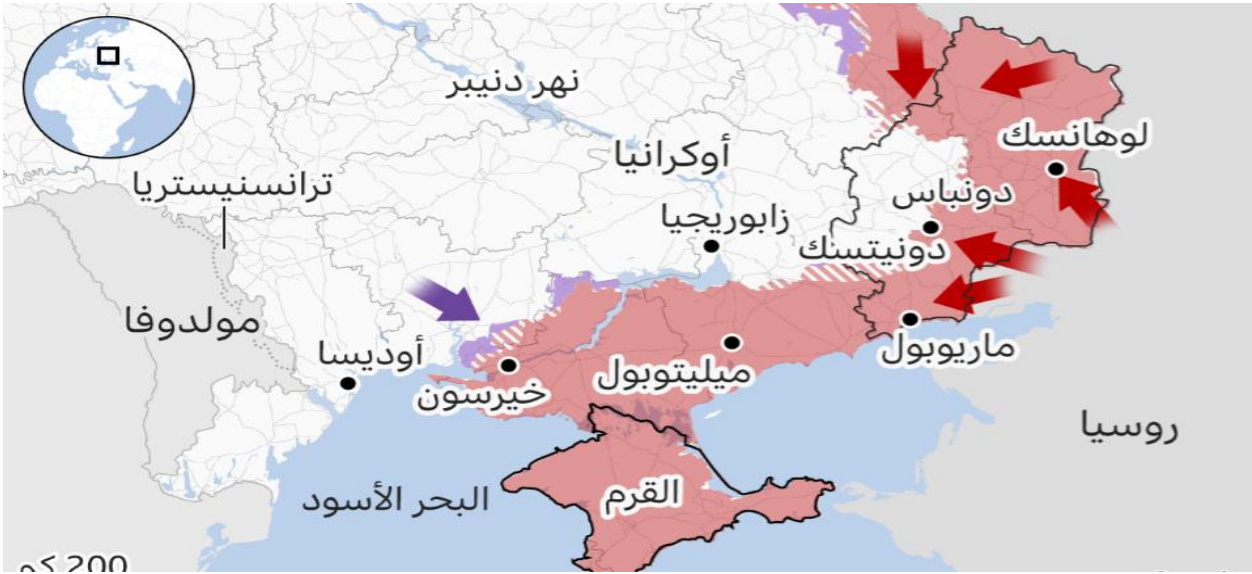 نهر دنيبر
أوكرانيا
لوهانسك
ترانسنيستريا
دونباس
زابوريجيا
دونيتسك
مولدوفا
أوديسا
ماريوبول
ميليتوبول
خيرسون
روسيا
القرم
البحر الأسود
200 كم